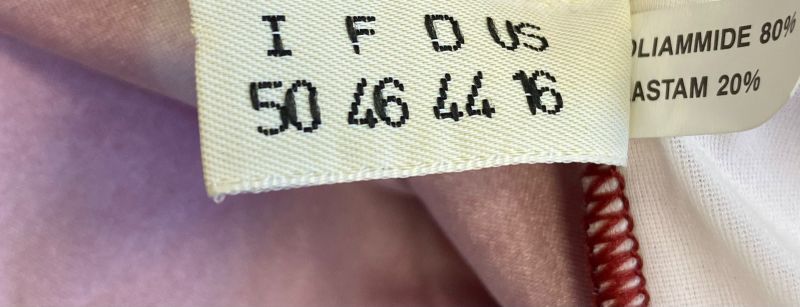 I F D US
50 46 44 16
OLIAMMIDE 80%
ASTAM 20%